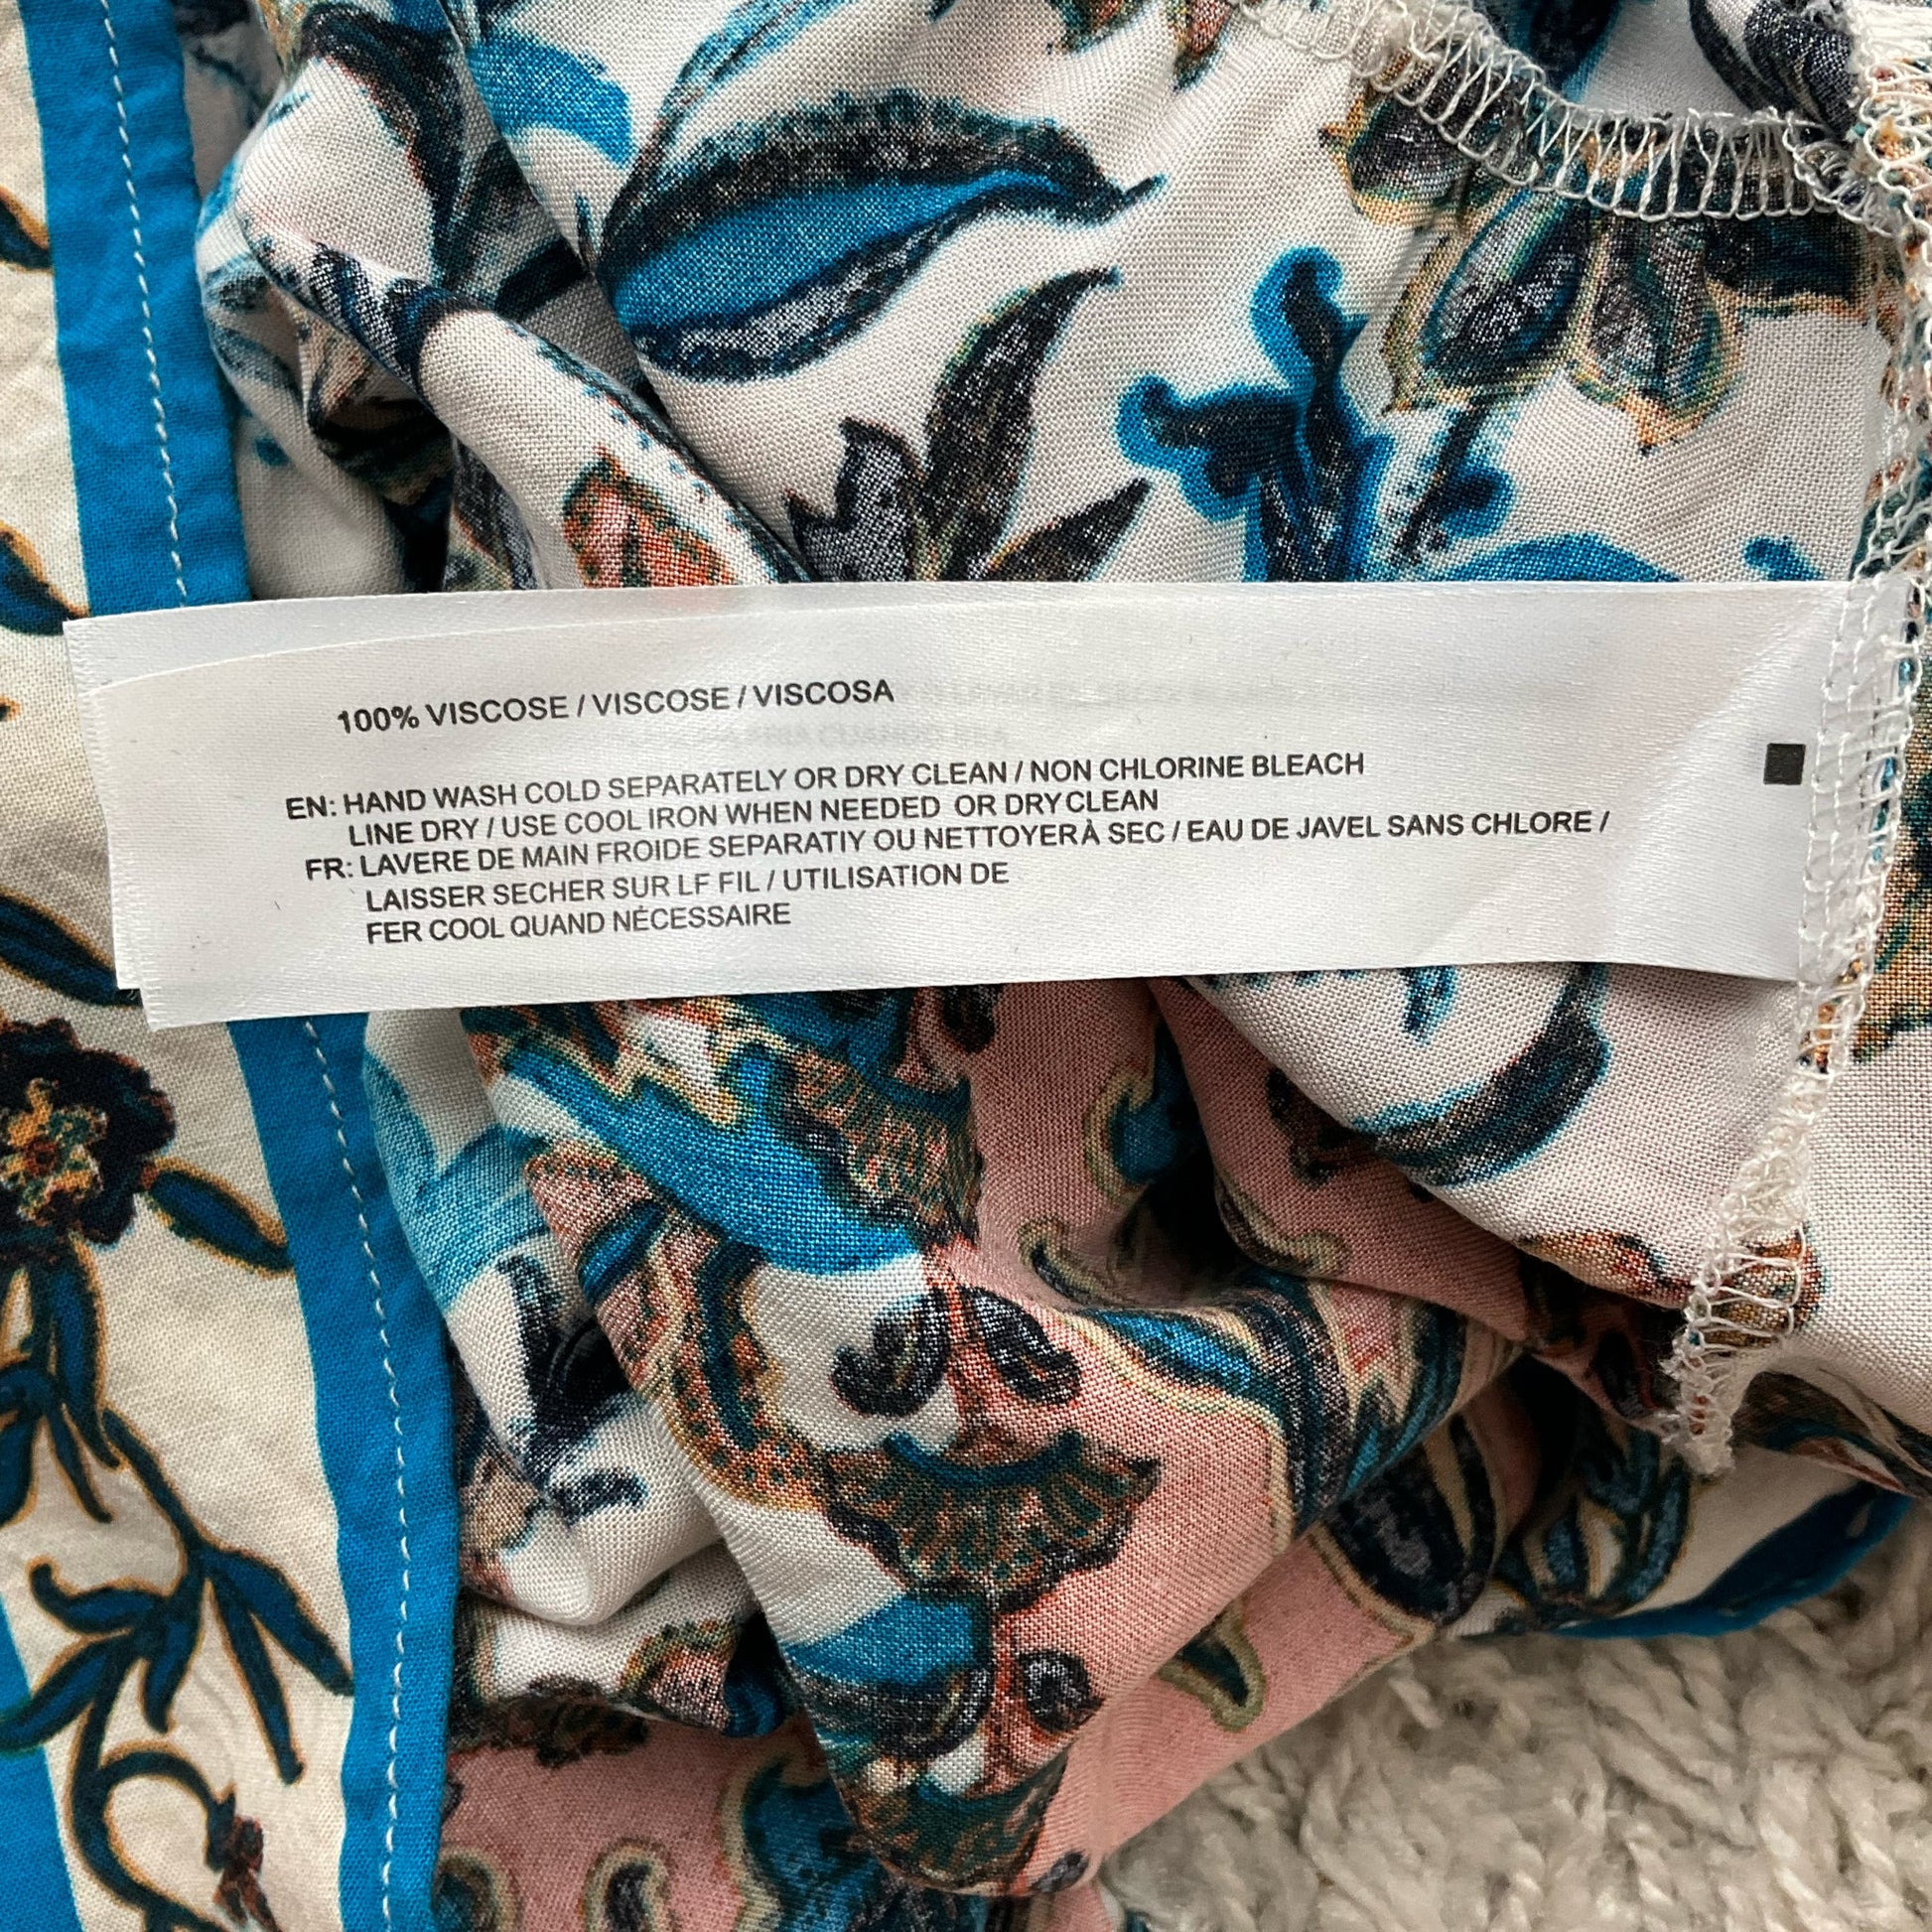 100% VISCOSE / VISCOSE / VISCOSA
EN: HAND WASH COLD SEPARATELY OR DRY CLEAN / NON CHLORINE BLEACH
LINE DRY / USE COOL IRON WHEN NEEDED OR DRY CLEAN
FR: LAVERE DE MAIN FROIDE SEPARATIY OU NETTOYERÀ SEC / EAU DE JAVEL SANS CHLORE /
LAISSER SECHER SUR LF FIL / UTILISATION DE
FER COOL QUAND NÉCESSAIRE